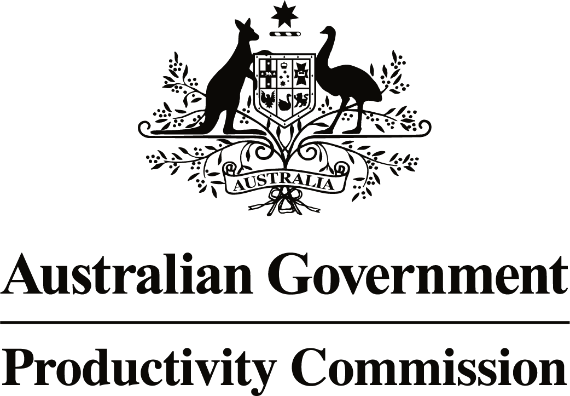 AUSTRALIA
Australian Government
Productivity Commission